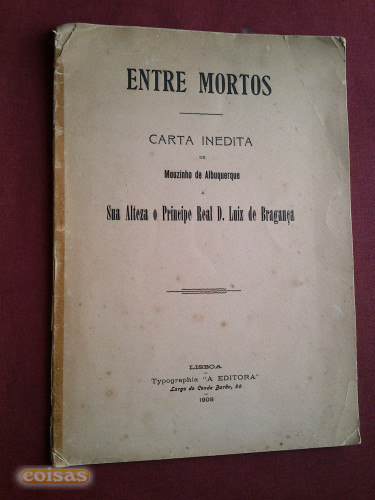 ENTRE MORTOS
CARTA INEDITA
DE
Mouzinho de Albuquerque
A
Sua Alteza o Principe Real D. Luiz de Bragança
LISBOA
Typographia "A EDITORA"
Largo do Conde Barão, 50
1908
coisas